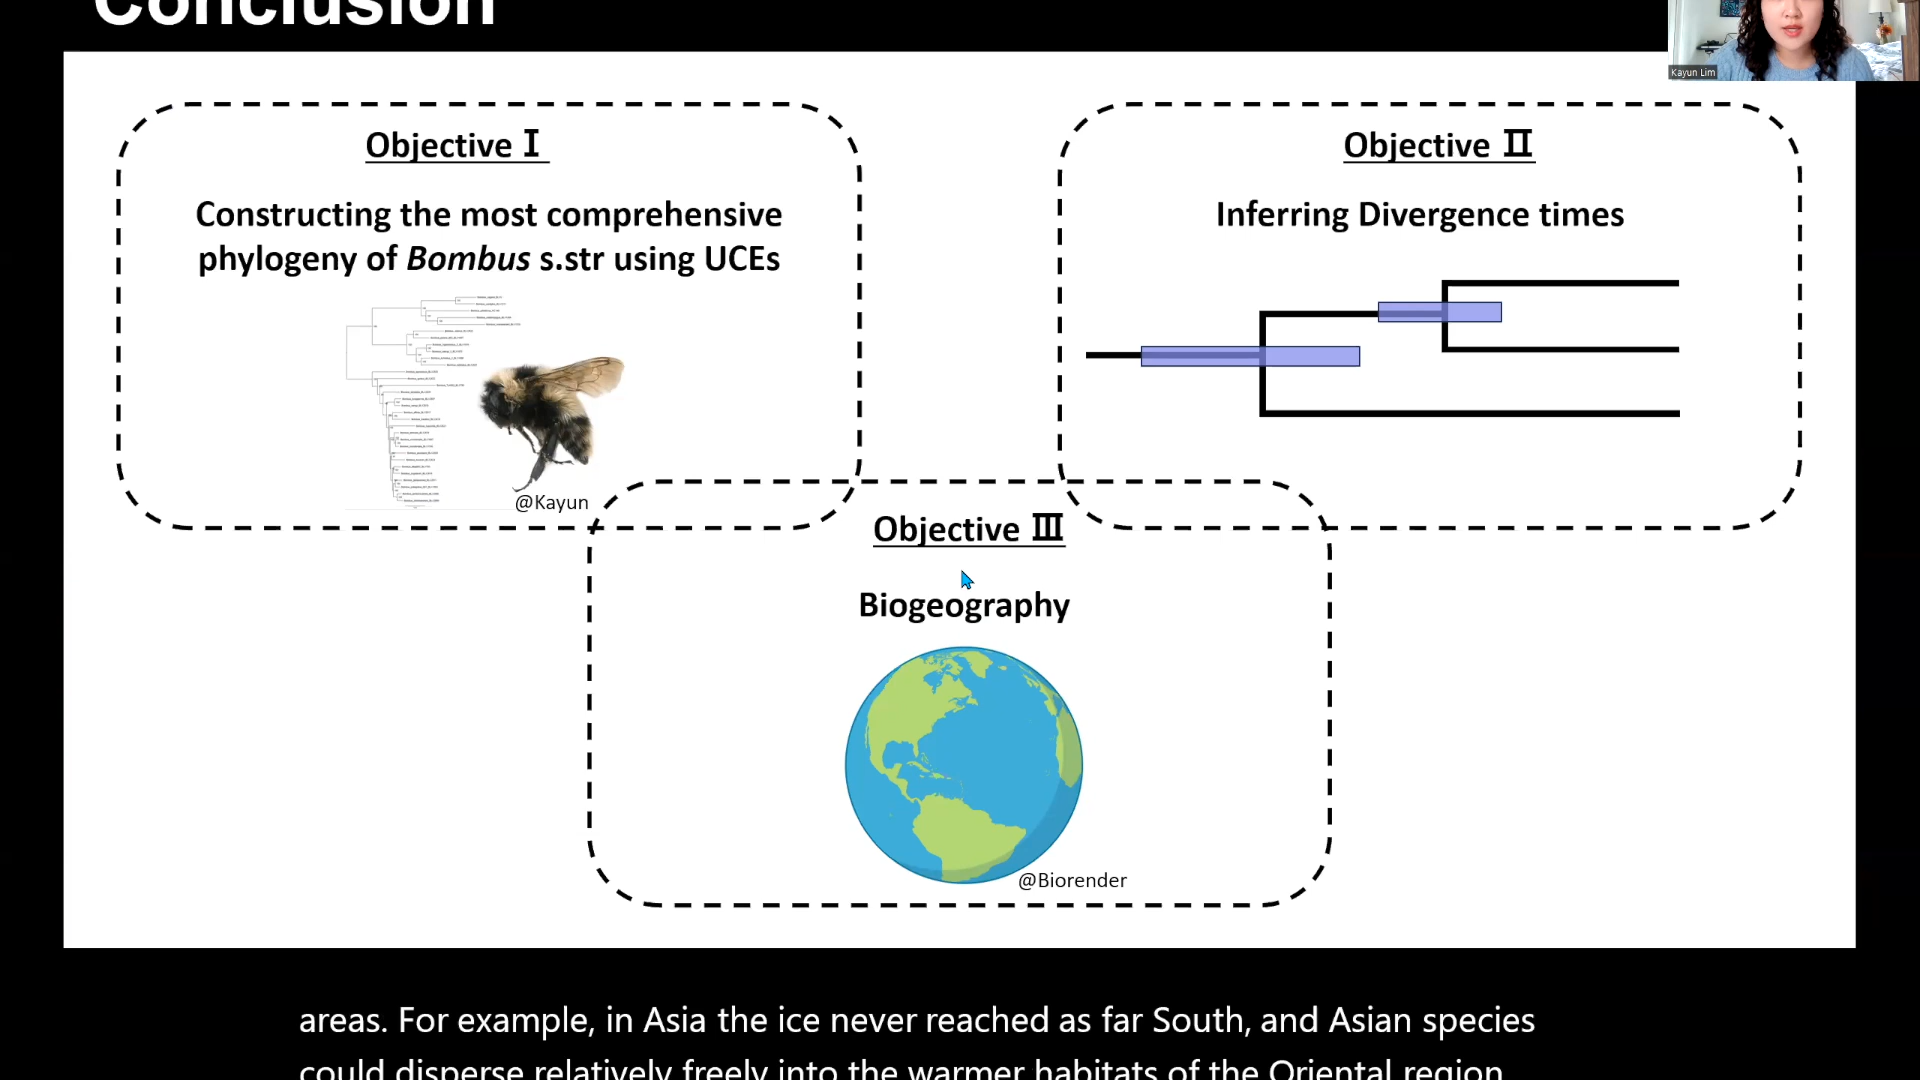 Conclusion
Kayun Lim
Objective I
Constructing the most comprehensive
phylogeny of Bombus s.str using UCEs
@Kayun
Objective II
Inferring Divergence times
Objective III
Biogeography
@Biorender
areas. For example, in Asia the ice never reached as far South, and Asian species
could disperse relatively freely into the warmer habitats of the Oriental region